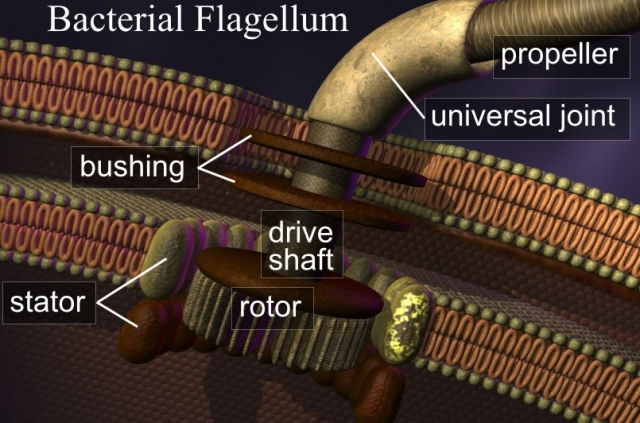 Bacterial Flagellum
propeller
universal joint
bushing
drive
shaft
stator
rotor